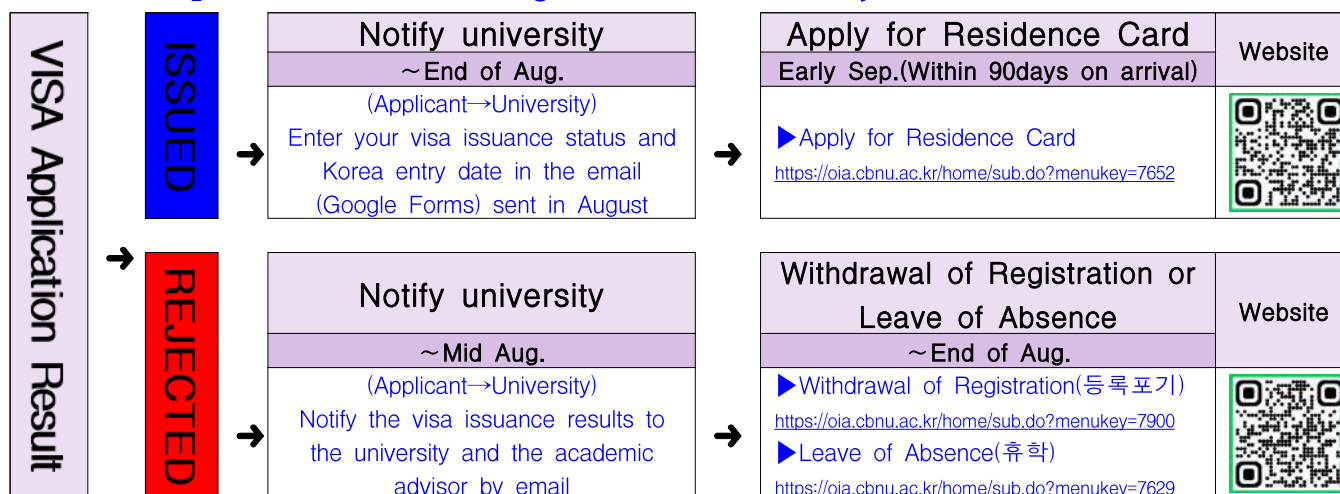 VISA Application Result
ISSUED
Notify university
~End of Aug.
(Applicant→University)
Enter your visa issuance status and
Korea entry date in the email
(Google Forms) sent in August
Apply for Residence Card
Early Sep.(Within 90days on arrival)
▶Apply for Residence Card
https://oia.cbnu.ac.kr/home/sub.do?menukey=7652
Website
REJECTED
Notify university
~Mid Aug.
(Applicant→University)
Notify the visa issuance results to
the university and the academic
advisor by email
Withdrawal of Registration or
Leave of Absence
~End of Aug.
▶Withdrawal of Registration(등록포기)
https://oia.cbnu.ac.kr/home/sub.do?menukey=7900
▶Leave of Absence(휴학)
https://oia.cbnu.ac.kr/home/sub.do?menukey=7629
Website